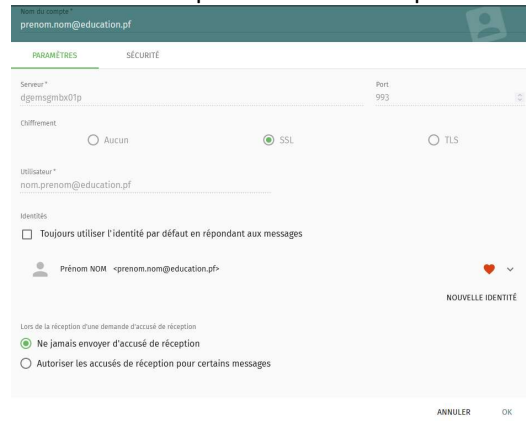 Nom du compte *
prenom.nom@education.pf
PARAMÈTRES SÉCURITÉ
Serveur * Port
dgemsgmbx01p 993
Chiffrement
Aucun SSL TLS
Utilisateur *
nom.prenom@education.pf
Identités
Toujours utiliser l'identité par défaut en répondant aux messages
Prénom NOM <prenom.nom@education.pf>
NOUVELLE IDENTITÉ
Lors de la réception d'une demande d'accusé de réception
Ne jamais envoyer d'accusé de réception
Autoriser les accusés de réception pour certains messages
ANNULER OK